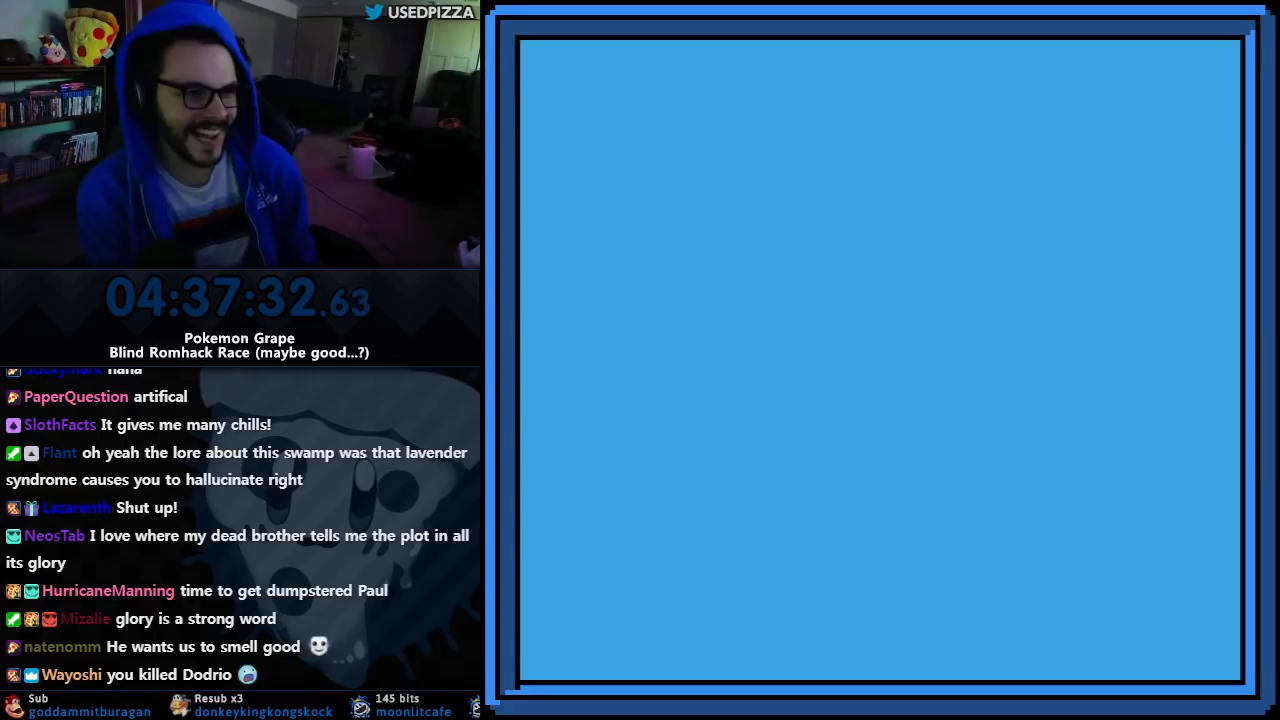 USEDPIZZA
04:37:32.63
Pokemon Grape
Blind Romhack Race (maybe good...?)
duckymark haha
PaperQuestion artifical
SlothFacts It gives me many chills!
Flant oh yeah the lore about this swamp was that lavender
syndrome causes you to hallucinate right
Lazarenth Shut up!
NeosTab I love where my dead brother tells me the plot in all
its glory
HurricaneManning time to get dumpstered Paul
Mizalie glory is a strong word
natenomm He wants us to smell good
Wayoshi you killed Dodrio
Sub
goddammitburagan
Resub x3
donkeykingkongskock
145 bits
moonlitcafe